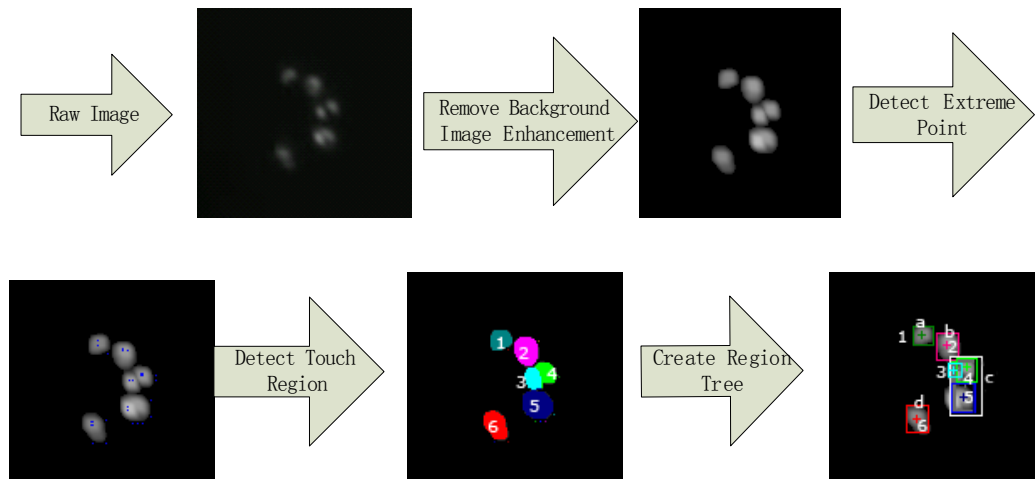 Raw Image
Remove Background
Image Enhancement
Detect Extreme
Point
Detect Touch
Region
1
2
3
4
5
6
Create Region
Tree
a
1
b
2
3
4
c
5
d
6